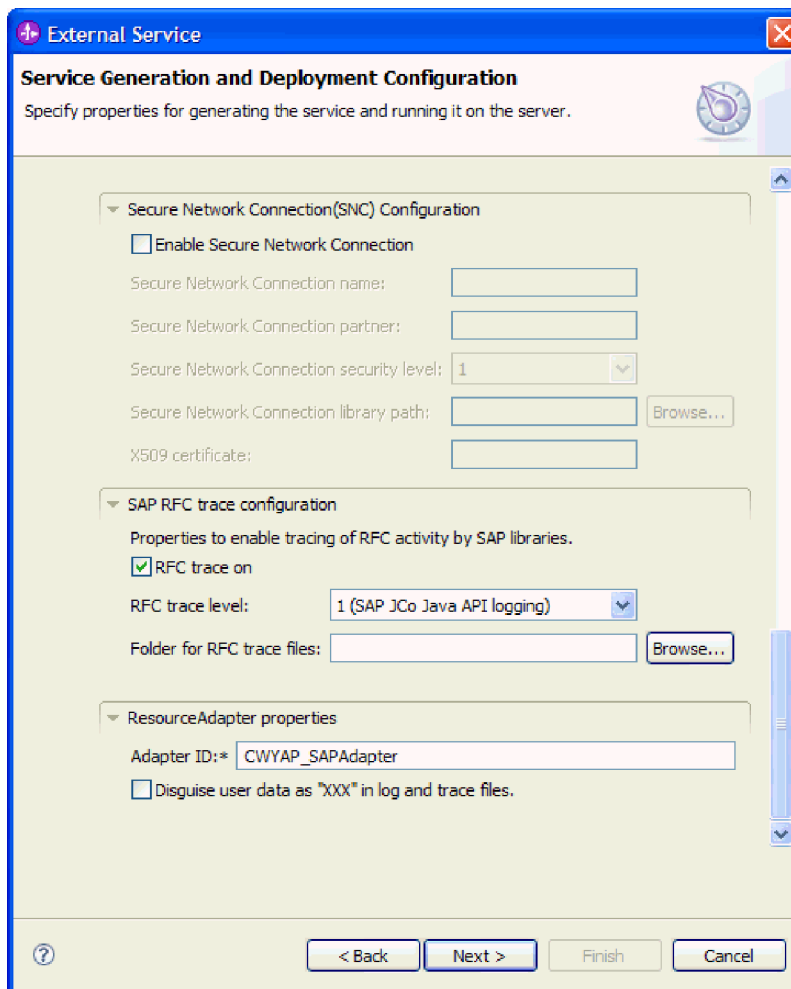 External Service
Service Generation and Deployment Configuration
Specify properties for generating the service and running it on the server.
Secure Network Connection(SNC) Configuration
Enable Secure Network Connection
Secure Network Connection name:
Secure Network Connection partner:
Secure Network Connection security level: 1
Secure Network Connection library path: Browse...
X509 certificate:
SAP RFC trace configuration
Properties to enable tracing of RFC activity by SAP libraries.
RFC trace on
RFC trace level: 1 (SAP JCo Java API logging)
Folder for RFC trace files: Browse...
ResourceAdapter properties
Adapter ID:* CWYAP_SAPAdapter
Disguise user data as "XXX" in log and trace files.
? < Back Next > Finish Cancel